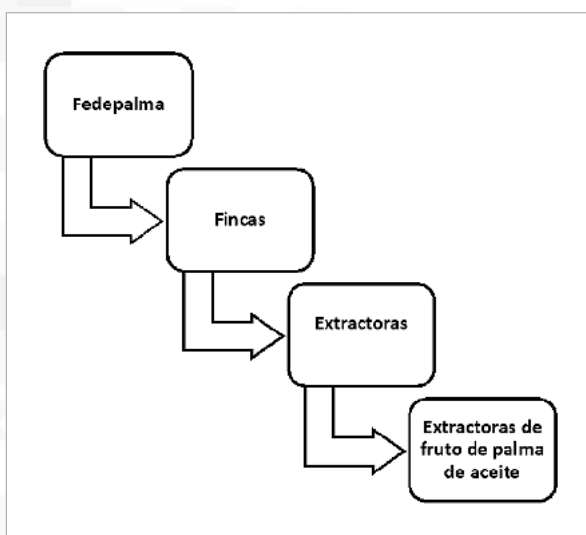 Fedepalma
Fincas
Extractoras
Extractoras de
fruto de palma
de aceite